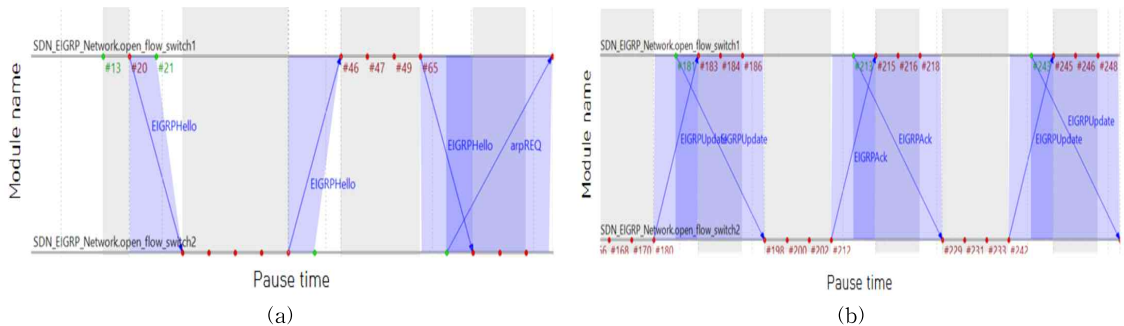 SDN_EIGRP_Network.open_flow_switch1
#13 #20 #21 #46 #47 #49 #65
EIGRPHello
EIGRPHello
arpREQ
EIGRPHello
SDN_EIGRP_Network.open_flow_switch2
Module name
Pause time
(a)
SDN_EIGRP_Network.open_flow_switch1
#181 #183 #184 #186 #213 #215 #216 #218 #243 #245 #246 #248
EIGRPUpdate
EIGRPUpdate
EIGRPAck
EIGRPAck
EIGRPUpdate
EIGRPUpdate
SDN_EIGRP_Network.open_flow_switch2
#168 #170 #180 #198 #200 #202 #212 #229 #231 #233 #242
Module name
Pause time
(b)